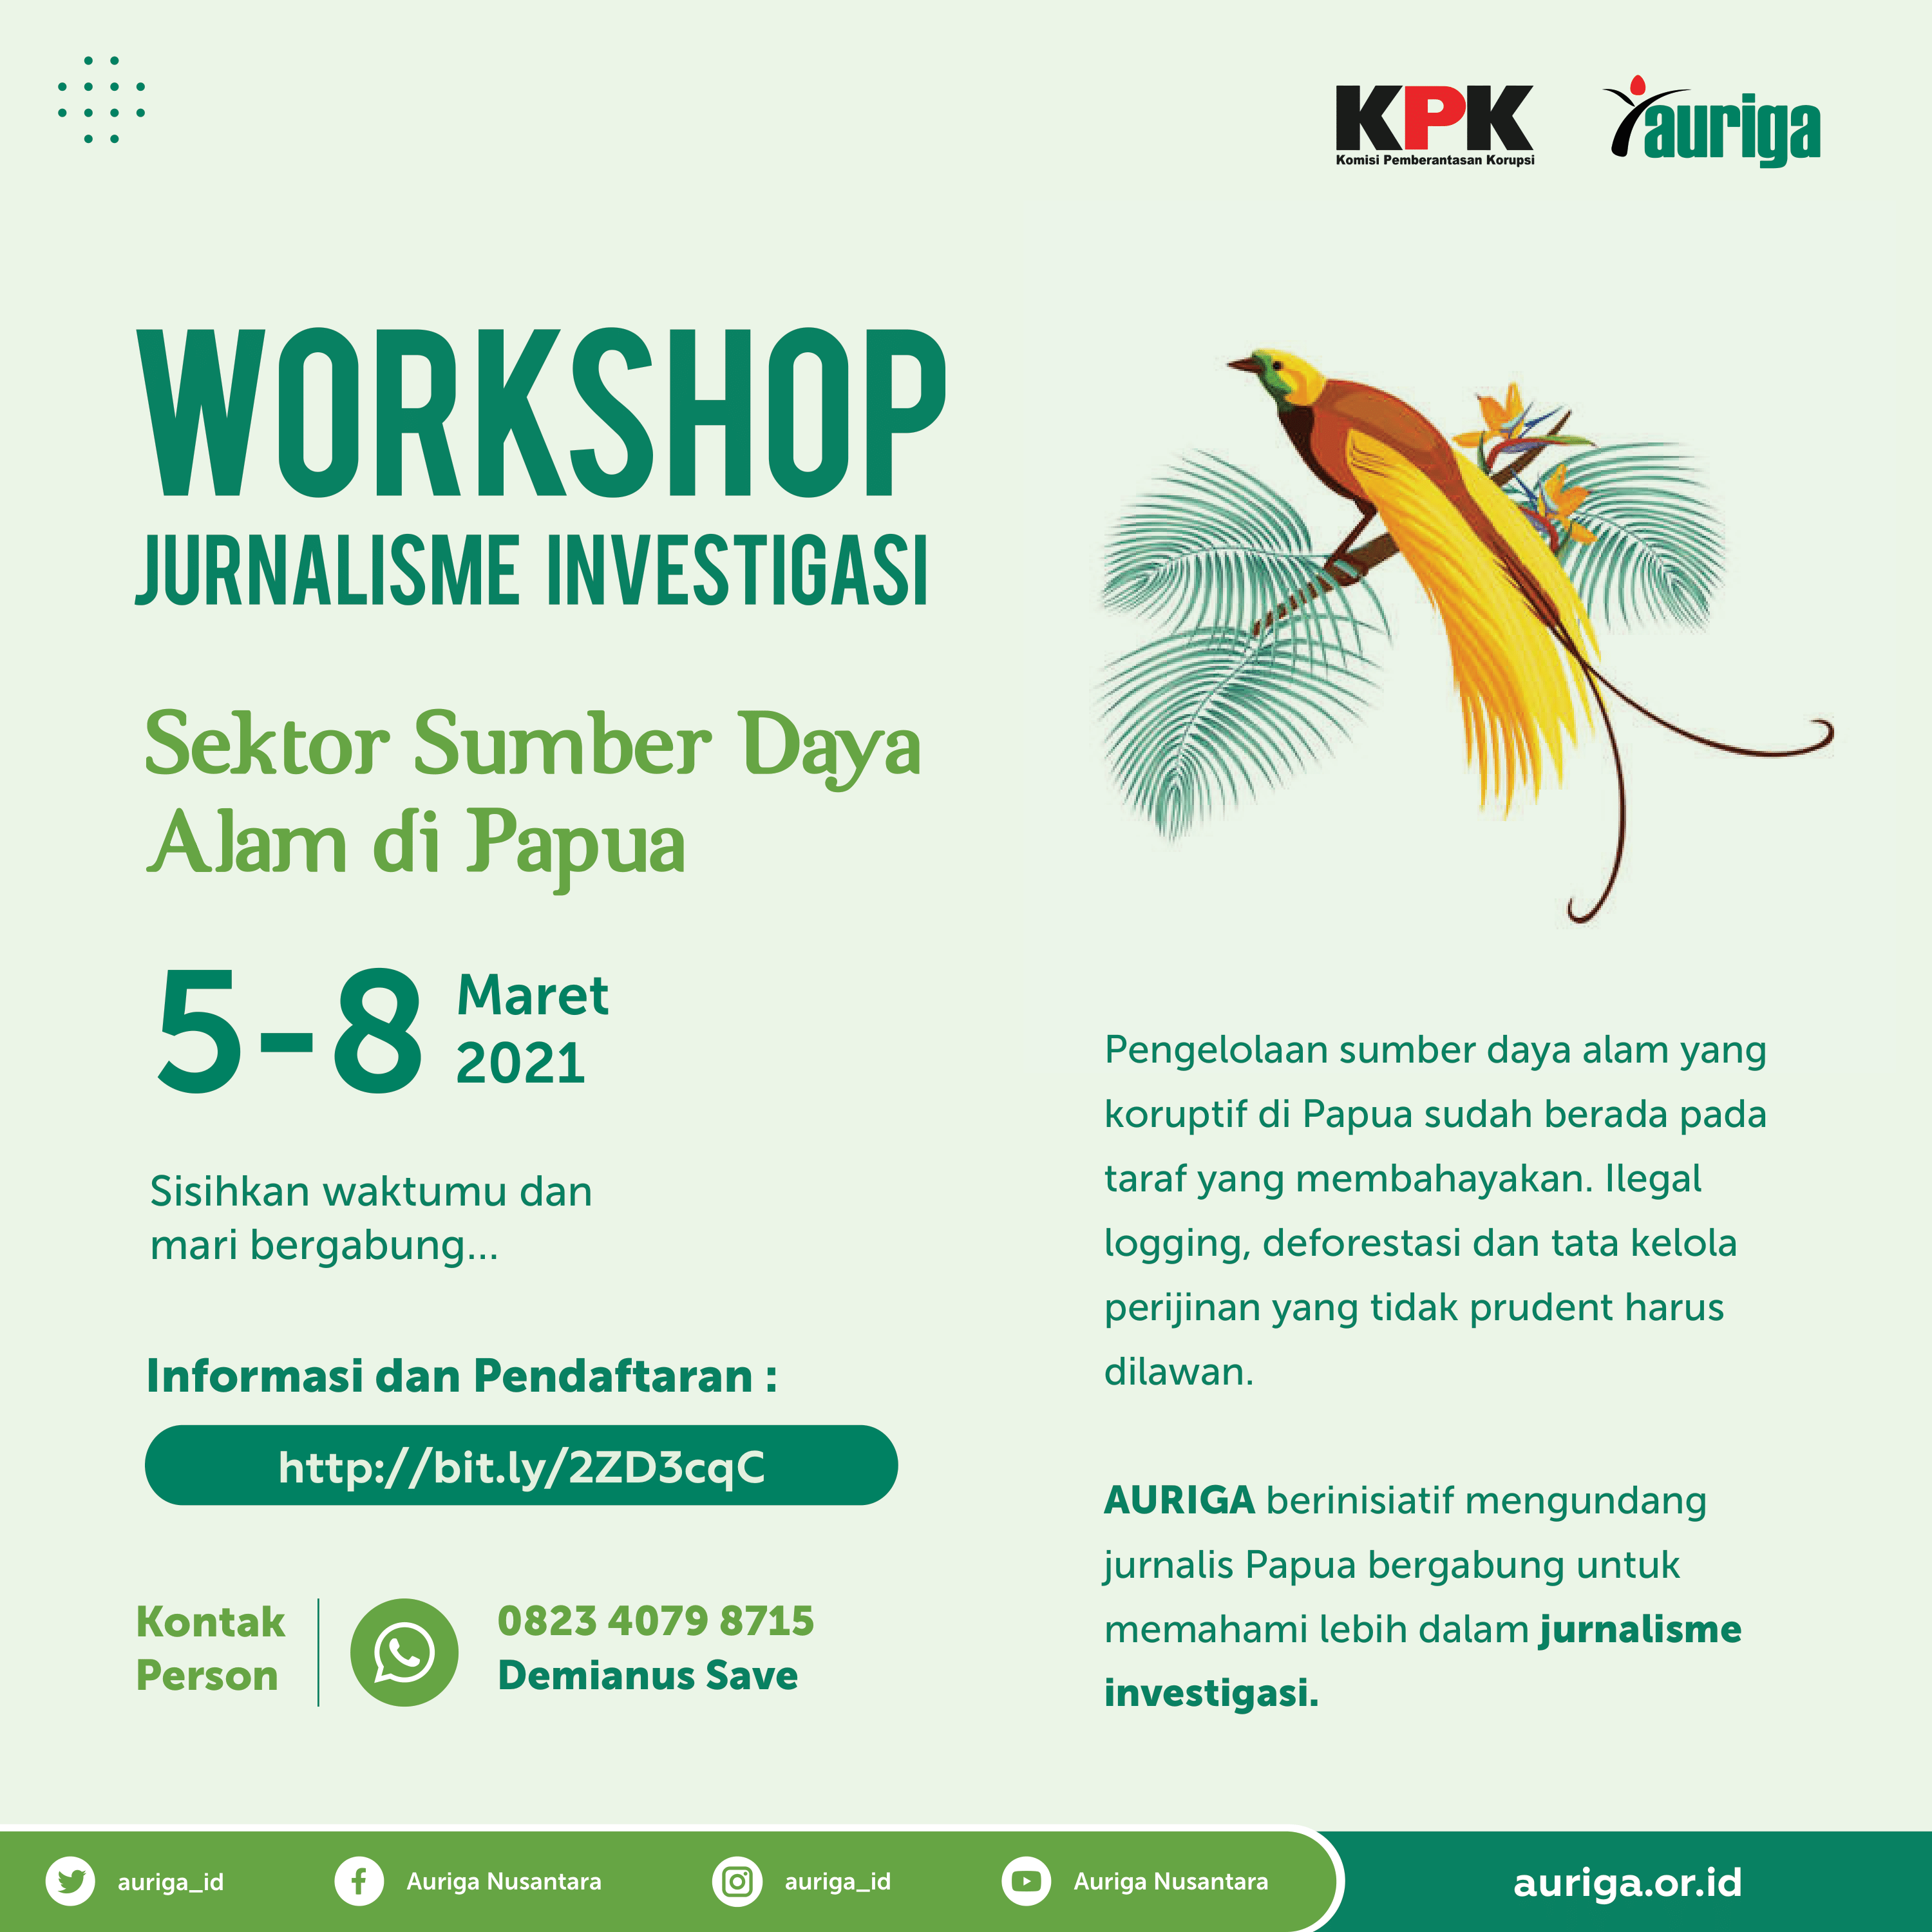 KPK
Komisi Pemberantasan Korupsi
auriga
WORKSHOP
JURNALISME INVESTIGASI
Sektor Sumber Daya
Alam di Papua
5-8 Maret
2021
Sisihkan waktumu dan
mari bergabung...
Informasi dan Pendaftaran :
http://bit.ly/2ZD3cqC
Kontak
Person
0823 4079 8715
Demianus Save
Pengelolaan sumber daya alam yang
koruptif di Papua sudah berada pada
taraf yang membahayakan. Ilegal
logging, deforestasi dan tata kelola
perijinan yang tidak prudent harus
dilawan.
AURIGA berinisiatif mengundang
jurnalis Papua bergabung untuk
memahami lebih dalam jurnalisme
investigasi.
auriga_id
Auriga Nusantara
auriga_id
Auriga Nusantara
auriga.or.id